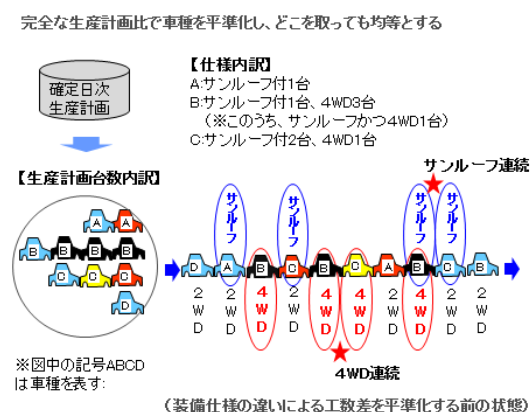 完全な生産計画比で車種を平準化し、どこを取っても均等とする
確定日次
生産計画
【仕様内訳】
A:サンルーフ付1台
B:サンルーフ付1台、4WD3台
(※このうち、サンルーフかつ4WD1台)
C:サンルーフ付2台、4WD1台
サンルーフ連続
【生産計画台数内訳】
A A
B B B B
C C C
D
サンルーフ サンルーフ サンルーフ サンルーフ
D A B C B C A B C B
2WD 2WD 4WD 2WD 4WD 4WD 2WD 4WD 2WD 2WD
4WD連続
※図中の記号ABCD
は車種を表す:
(装備仕様の違いによる工数差を平準化する前の状態)